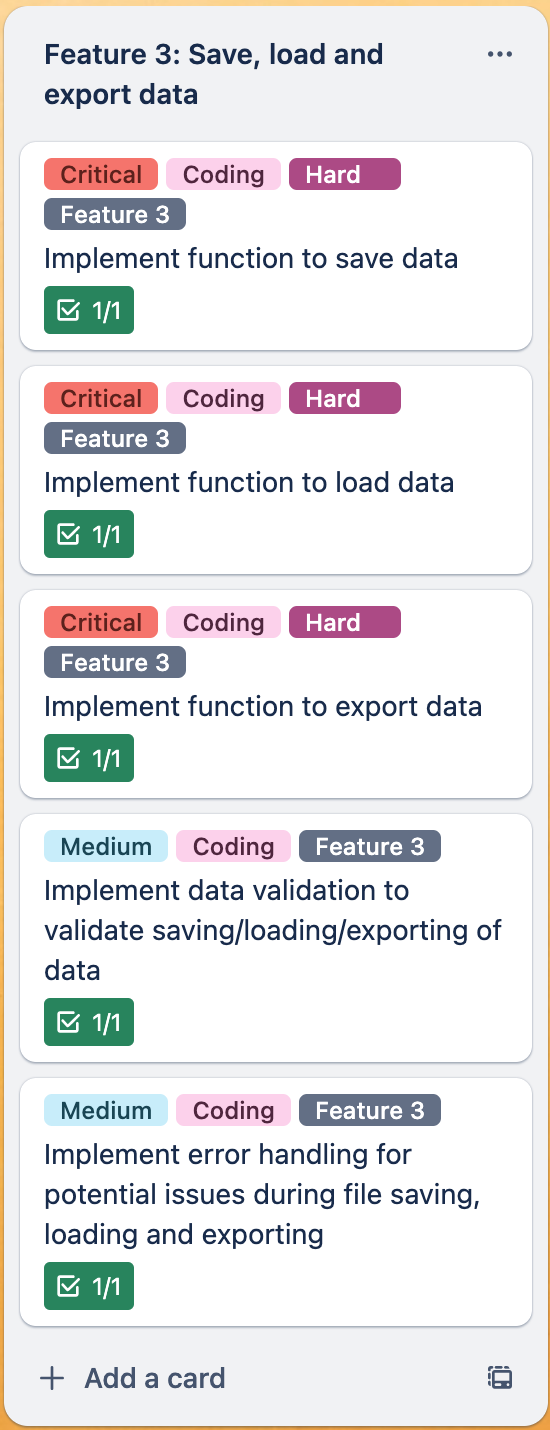 Feature 3: Save, load and
export data
Critical Coding Hard
Feature 3
Implement function to save data
1/1
Critical Coding Hard
Feature 3
Implement function to load data
1/1
Critical Coding Hard
Feature 3
Implement function to export data
1/1
Medium Coding Feature 3
Implement data validation to
validate saving/loading/exporting of
data
1/1
Medium Coding Feature 3
Implement error handling for
potential issues during file saving,
loading and exporting
1/1
Add a card